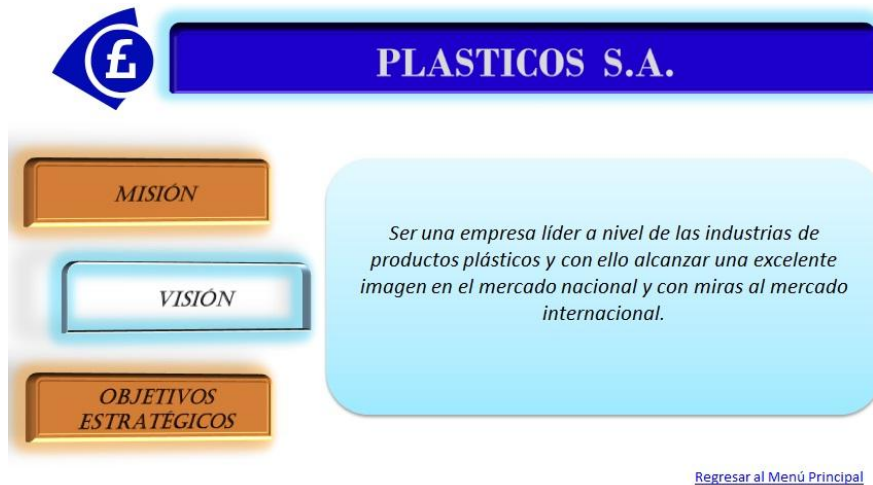 £
PLASTICOS S.A.
MISIÓN
VISIÓN
OBJETIVOS
ESTRATÉGICOS
Ser una empresa líder a nivel de las industrias de
productos plásticos y con ello alcanzar una excelente
imagen en el mercado nacional y con miras al mercado
internacional.
Regresar al Menú Principal